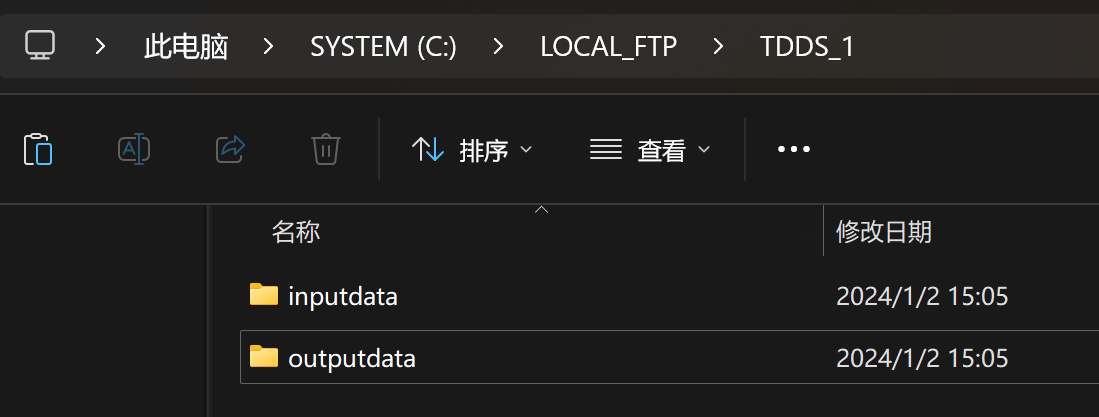 此电脑 SYSTEM (C:) LOCAL_FTP TDDS_1
排序 查看
名称 修改日期
inputdata 2024/1/2 15:05
outputdata 2024/1/2 15:05